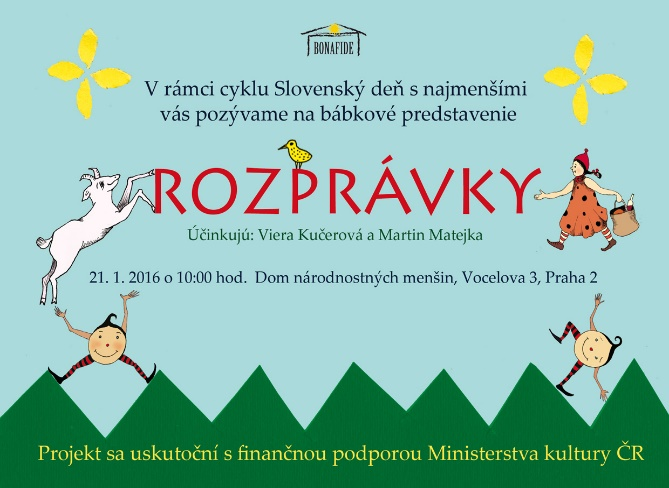 BONAFIDE
V rámci cyklu Slovenský deň s najmenšími
vás pozývame na bábkové predstavenie
ROZPRÁVKY
Účinkujú: Viera Kučerová a Martin Matejka
21. 1. 2016 o 10:00 hod. Dom národnostných menšin, Vocelova 3, Praha 2
Projekt sa uskutoční s finančnou podporou Ministerstva kultury ČR